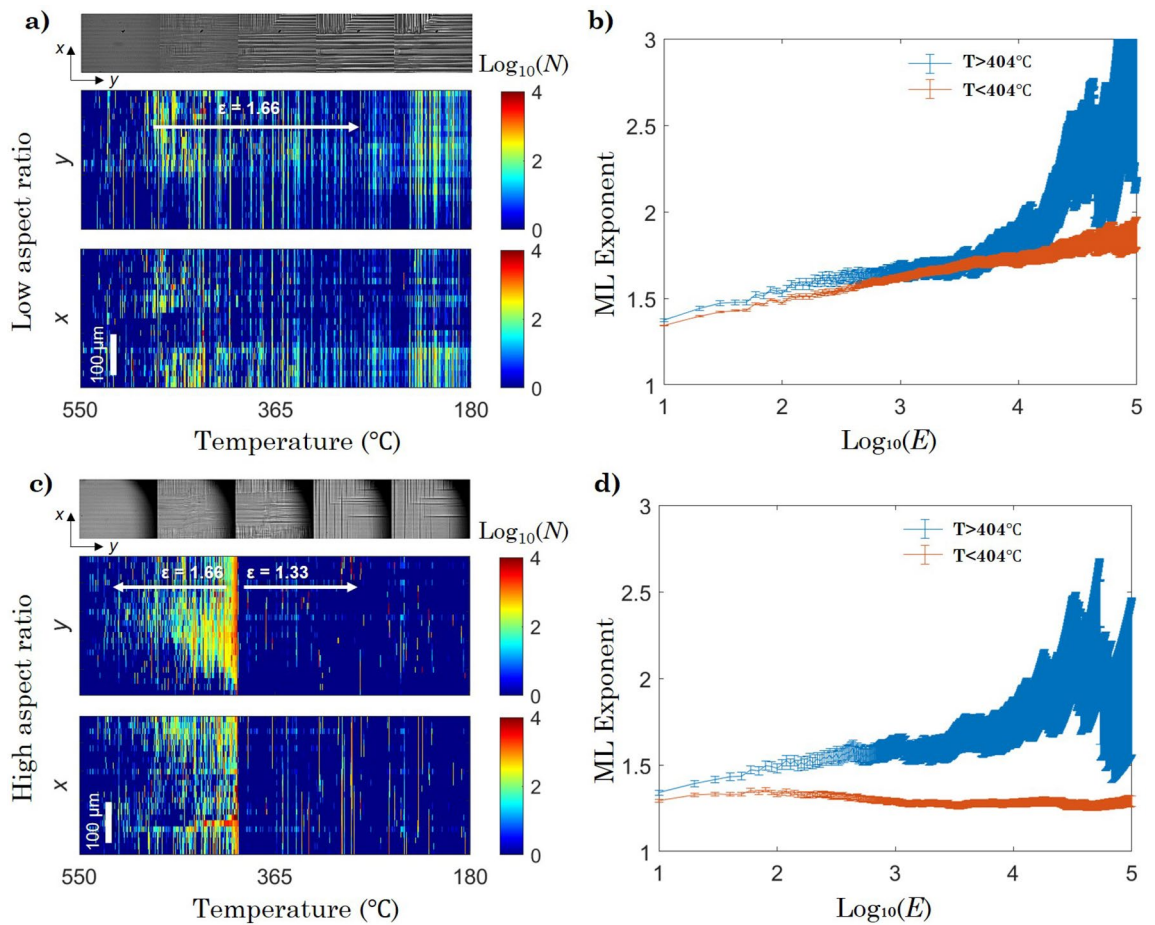 a)
x
y
Log₁₀(N)
Low aspect ratio
y
ε = 1.66
4
2
0
x
100 μm
4
2
0
550
365
180
Temperature (°C)
b)
ML Exponent
3
2.5
2
1.5
1
T>404°C
T<404°C
1
2
3
4
5
Log₁₀(E)
c)
x
y
Log₁₀(N)
High aspect ratio
y
ε = 1.66 ε = 1.33
4
2
0
x
100 μm
4
2
0
550
365
180
Temperature (°C)
d)
ML Exponent
3
2.5
2
1.5
1
T>404°C
T<404°C
1
2
3
4
5
Log₁₀(E)